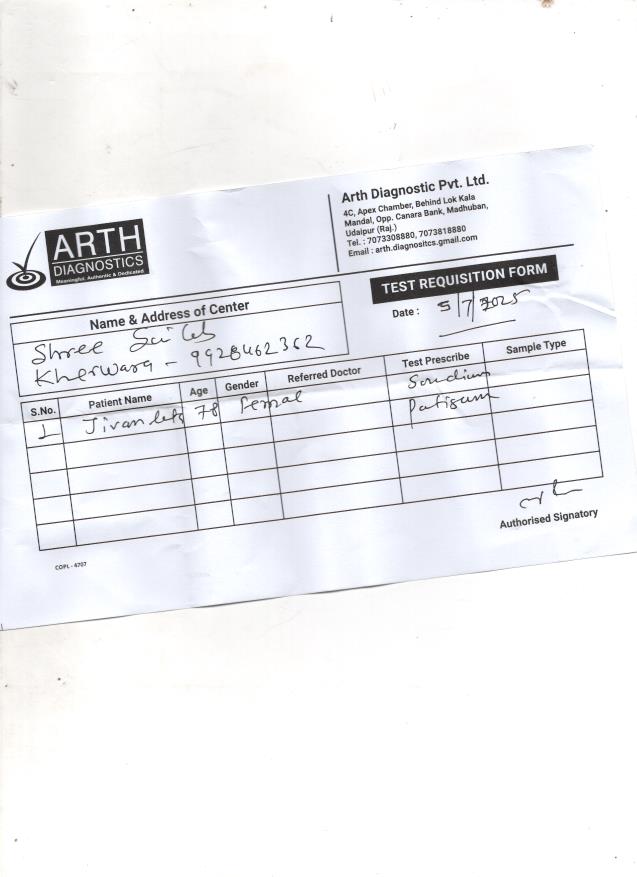 ARTH
DIAGNOSTICS
Meaningful, Authentic & Dedicated
Arth Diagnostic Pvt. Ltd.
4C, Apex Chamber, Behind Lok Kala
Mandal, Opp. Canara Bank, Madhuban,
Udaipur (Raj.)
Tel. : 7073308880, 7073818880
Email : arth.diagnositcs.gmail.com
TEST REQUISITION FORM
Date : 5/7/2025
Name & Address of Center
Shree Sai
Kherwara - 9928462362
S.No. Patient Name Age Gender Referred Doctor Test Prescribe Sample Type
1 Jivan 78 Femal Soudium
Patisum
Authorised Signatory
COPL - 4707